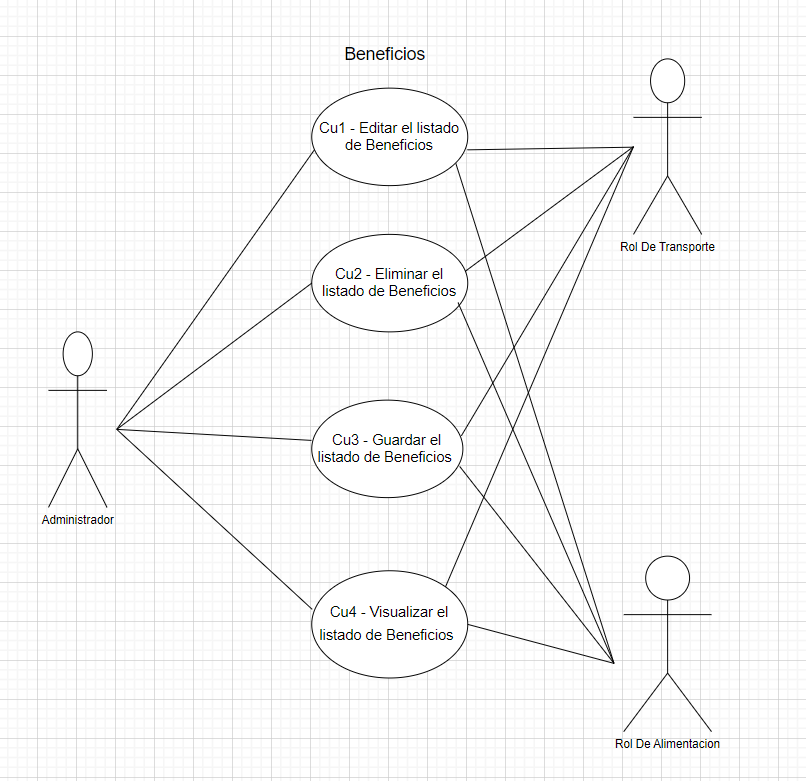 Beneficios
Cu1 - Editar el listado
de Beneficios
Rol De Transporte
Cu2 - Eliminar el
listado de Beneficios
Cu3 - Guardar el
listado de Beneficios
Administrador
Cu4 - Visualizar el
listado de Beneficios
Rol De Alimentacion